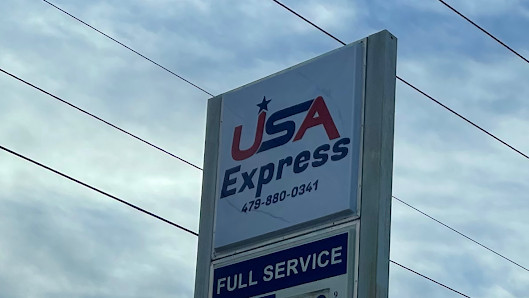 USA
Express
479-880-0341
FULL SERVICE